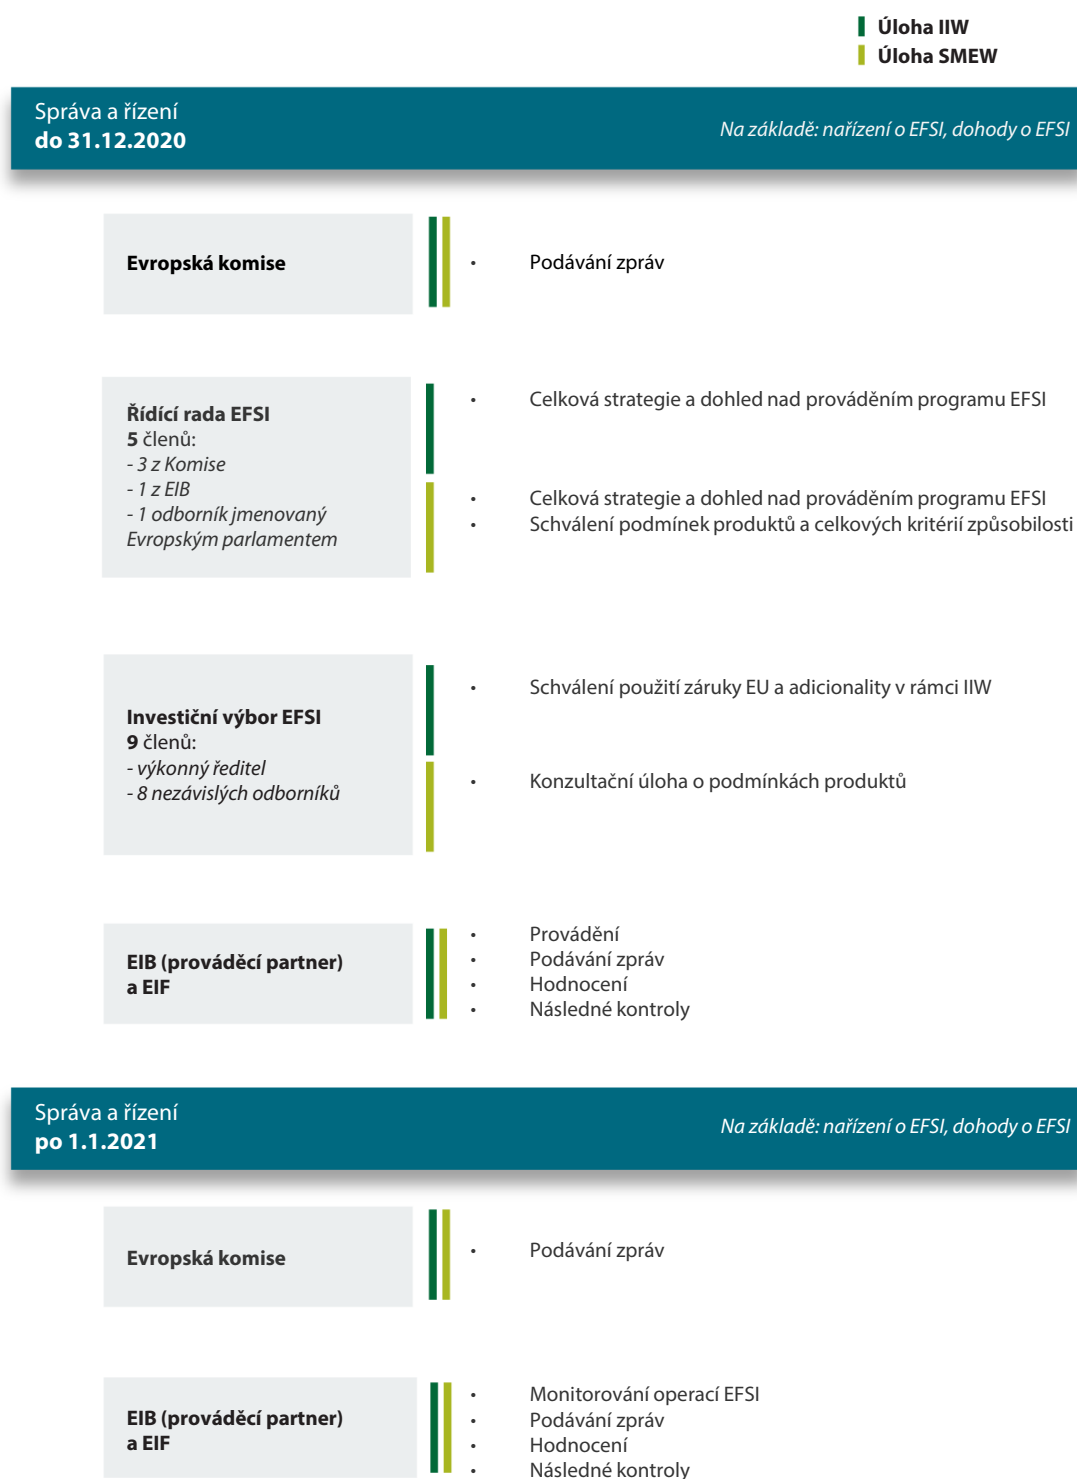 Úloha IIW
Úloha SMEW
Správa a řízení
do 31.12.2020
Na základě: nařízení o EFSI, dohody o EFSI
Evropská komise
• Podávání zpráv
Řídící rada EFSI
5 členů:
- 3 z Komise
- 1 z EIB
- 1 odborník jmenovaný
Evropským parlamentem
• Celková strategie a dohled nad prováděním programu EFSI
• Celková strategie a dohled nad prováděním programu EFSI
• Schválení podmínek produktů a celkových kritérií způsobilosti
Investiční výbor EFSI
9 členů:
- výkonný ředitel
- 8 nezávislých odborníků
• Schválení použití záruky EU a adicionality v rámci IIW
• Konzultační úloha o podmínkách produktů
EIB (prováděcí partner)
a EIF
• Provádění
• Podávání zpráv
• Hodnocení
• Následné kontroly
Správa a řízení
po 1.1.2021
Na základě: nařízení o EFSI, dohody o EFSI
Evropská komise
• Podávání zpráv
EIB (prováděcí partner)
a EIF
• Monitorování operací EFSI
• Podávání zpráv
• Hodnocení
• Následné kontroly